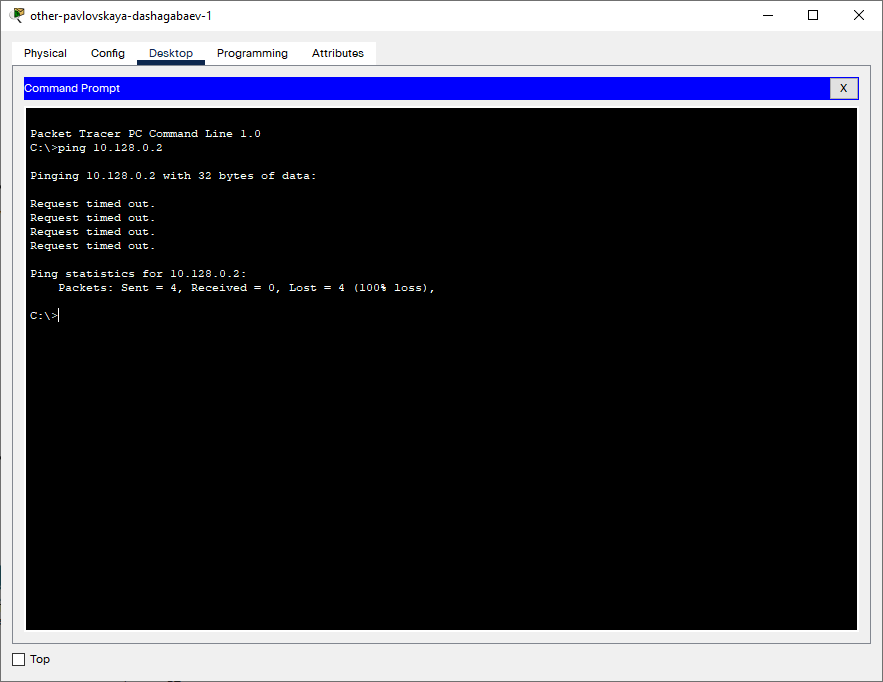 other-pavlovskaya-dashagabaev-1
Physical Config Desktop Programming Attributes
Command Prompt X
Packet Tracer PC Command Line 1.0
C:\>ping 10.128.0.2
Pinging 10.128.0.2 with 32 bytes of data:
Request timed out.
Request timed out.
Request timed out.
Request timed out.
Ping statistics for 10.128.0.2:
Packets: Sent = 4, Received = 0, Lost = 4 (100% loss),
C:\>
Top